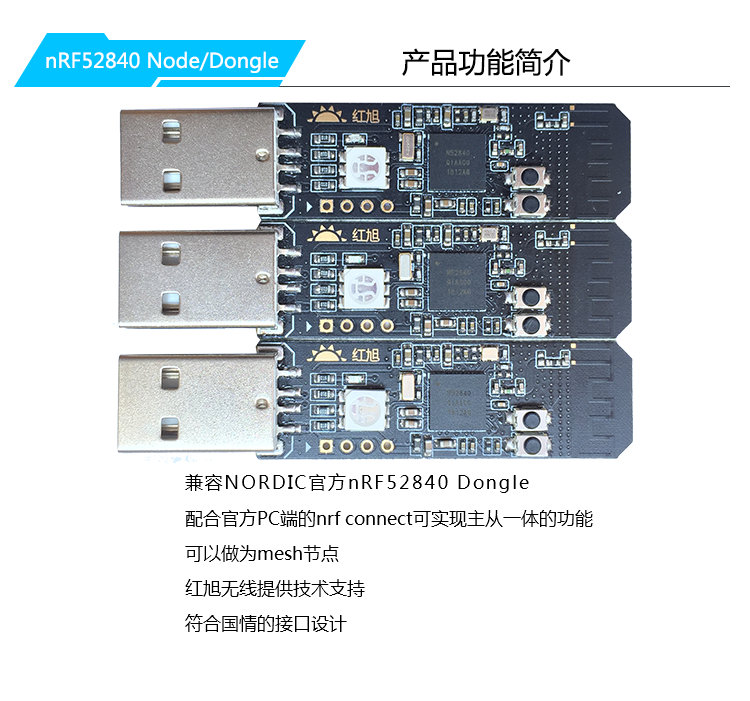 nRF52840 Node/Dongle
产品功能简介
红旭
N52840
QIAAD0
红旭
QIAAD0
红旭
N52840
兼容NORDIC官方nRF52840 Dongle
配合官方PC端的nrf connect可实现主从一体的功能
可以做为mesh节点
红旭无线提供技术支持
符合国情的接口设计